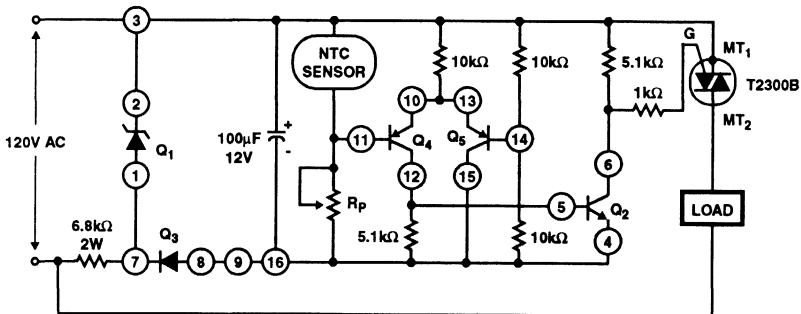 3
120V AC
2
Q1
1
6.8kΩ
2W
7
Q3
8
9
16
100µF
12V
+
-
NTC
SENSOR
RP
11
10
Q4
12
5.1kΩ
10kΩ
13
Q5
15
10kΩ
14
10kΩ
5
Q2
4
6
5.1kΩ
1kΩ
G
MT1
T2300B
MT2
LOAD